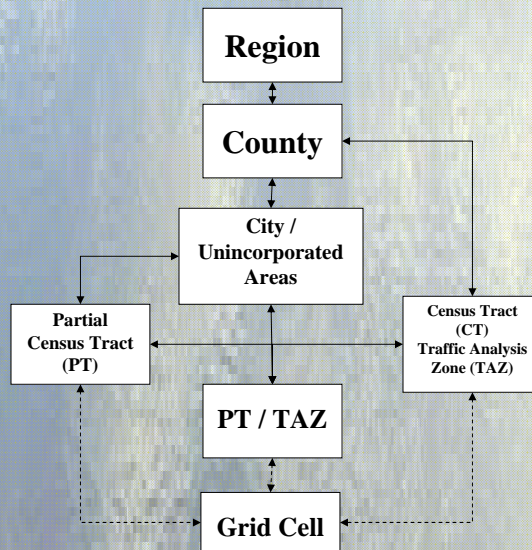 Region
County
City /
Unincorporated
Areas
Partial
Census Tract
(PT)
Census Tract
(CT)
Traffic Analysis
Zone (TAZ)
PT / TAZ
Grid Cell